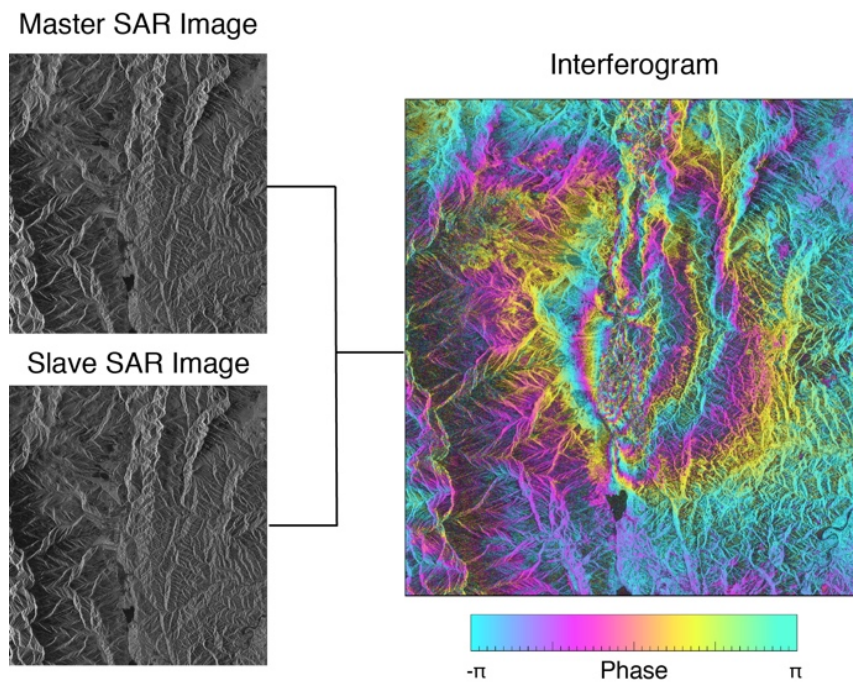 Master SAR Image
Interferogram
Slave SAR Image
-π
Phase
π